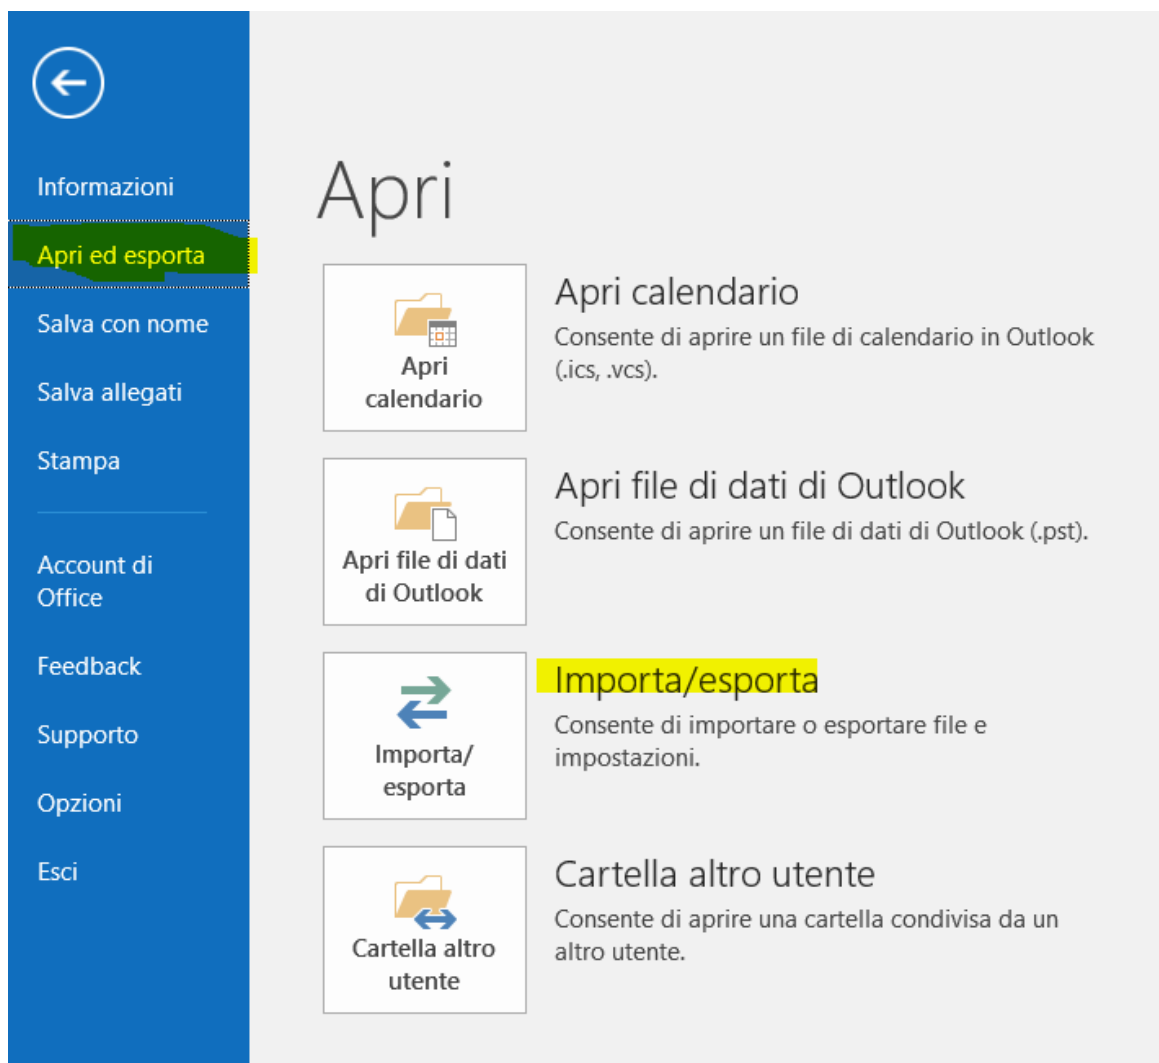 Informazioni
Apri ed esporta
Salva con nome
Salva allegati
Stampa
Account di
Office
Feedback
Supporto
Opzioni
Esci
Apri
Apri
calendario
Apri calendario
Consente di aprire un file di calendario in Outlook
(.ics, .vcs).
Apri file di dati
di Outlook
Apri file di dati di Outlook
Consente di aprire un file di dati di Outlook (.pst).
Importa/
esporta
Importa/esporta
Consente di importare o esportare file e
impostazioni.
Cartella altro
utente
Cartella altro utente
Consente di aprire una cartella condivisa da un
altro utente.